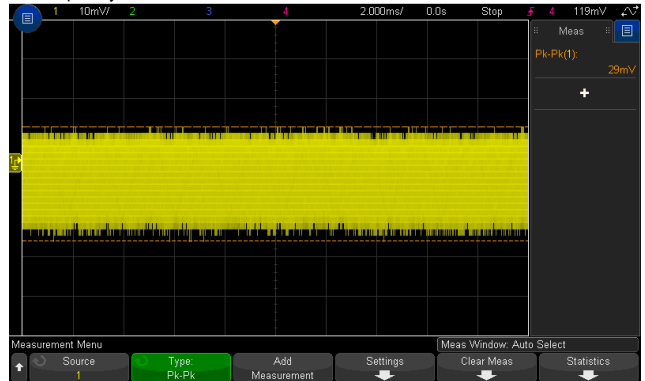 1 10mV/ 2 3 4 2.000ms/ 0.0s Stop 4 119mV
Meas
Pk-Pk(1):
29mV
+
1
Measurement Menu Meas Window: Auto Select
Source Type: Add Settings Clear Meas Statistics
1 Pk-Pk Measurement